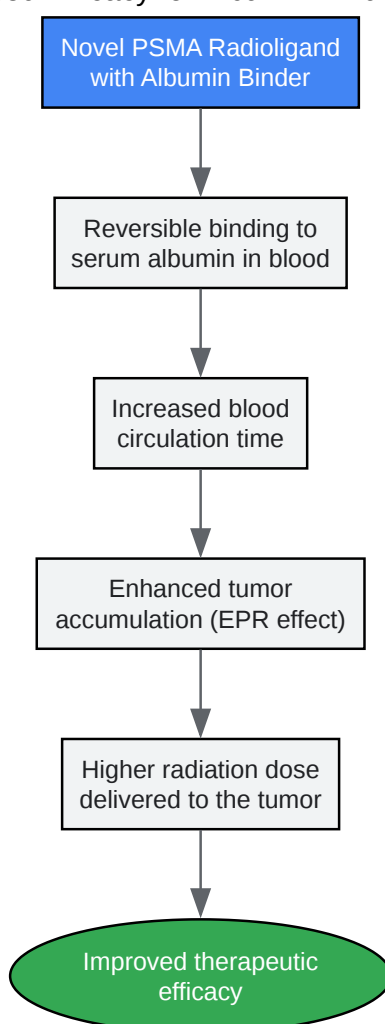 Novel PSMA Radioligand
with Albumin Binder
Reversible binding to
serum albumin in blood
Increased blood
circulation time
Enhanced tumor
accumulation (EPR effect)
Higher radiation dose
delivered to the tumor
Improved therapeutic
efficacy